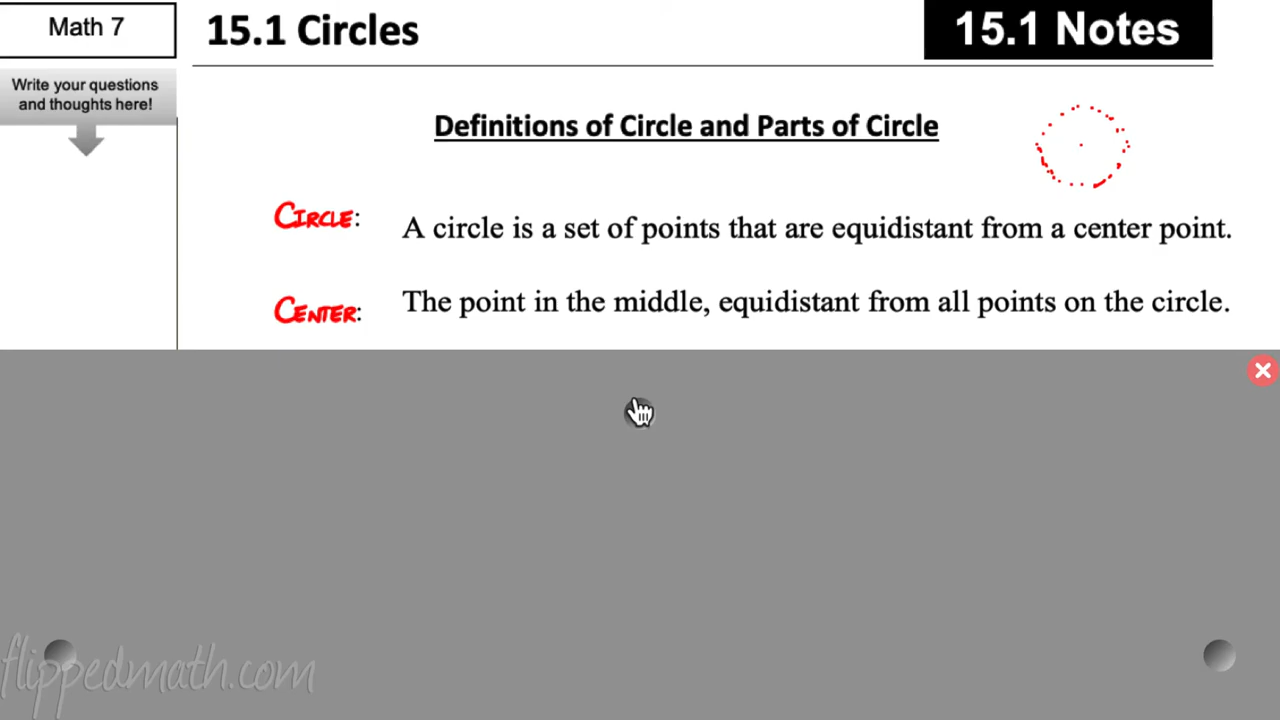 Math 7
15.1 Circles
15.1 Notes
Write your questions
and thoughts here!
Definitions of Circle and Parts of Circle
CIRCLE: A circle is a set of points that are equidistant from a center point.
CENTER: The point in the middle, equidistant from all points on the circle.
flippedmath.com